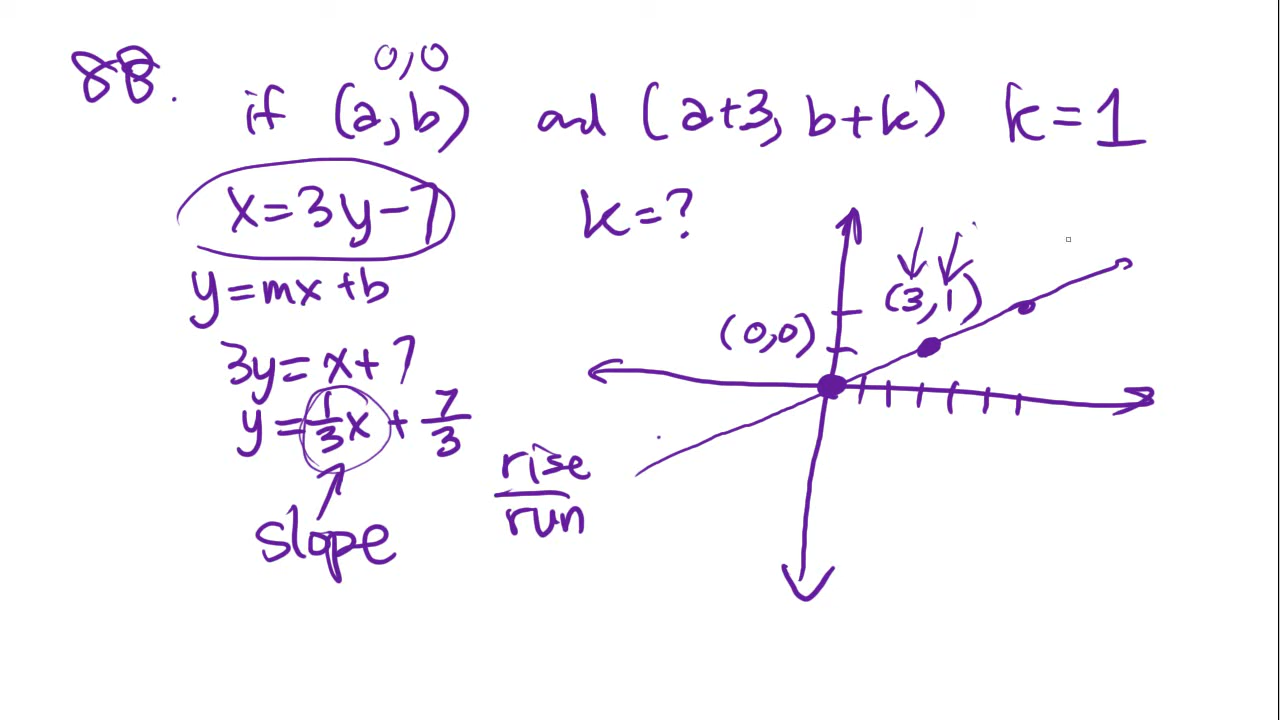 0,0
88. if (a,b) and (a+3, b+k) k=1
x=3y-7 k=?
y=mx+b
(3,1)
(0,0)
3y=x+7
y=1/3x+7/3
rise/run
slope